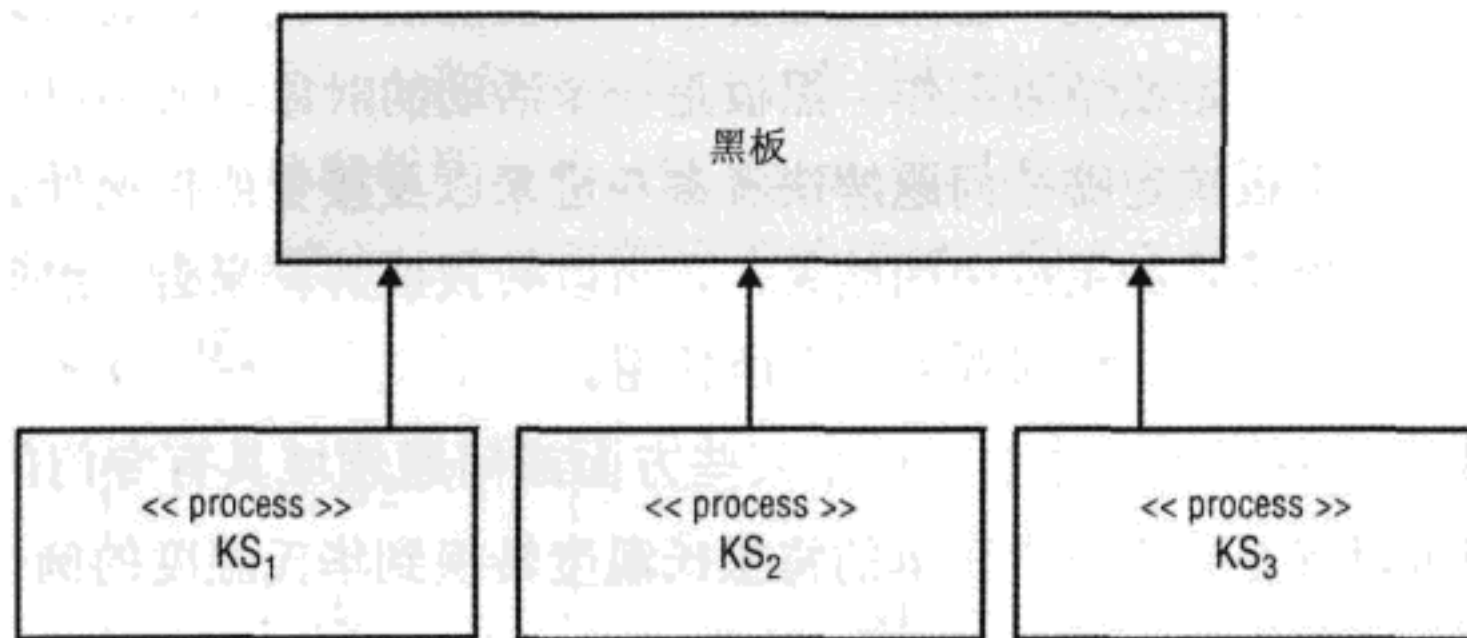 黑板
<< process >>
KS₁
<< process >>
KS₂
<< process >>
KS₃